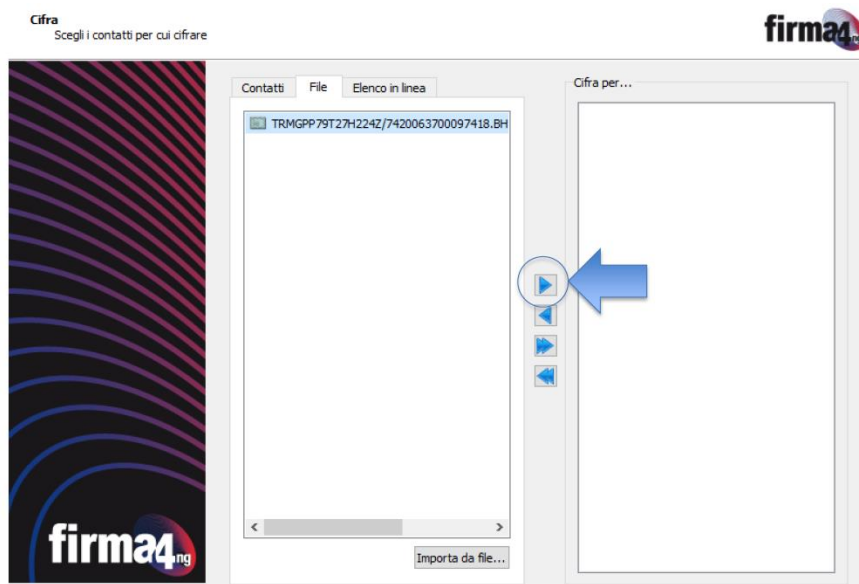 Cifra
Scegli i contatti per cui cifrare
firma4ng
Contatti File Elenco in linea
Cifra per...
TRMGPP79T27H224Z/7420063700097418.BH
Importa da file...
firma4ng